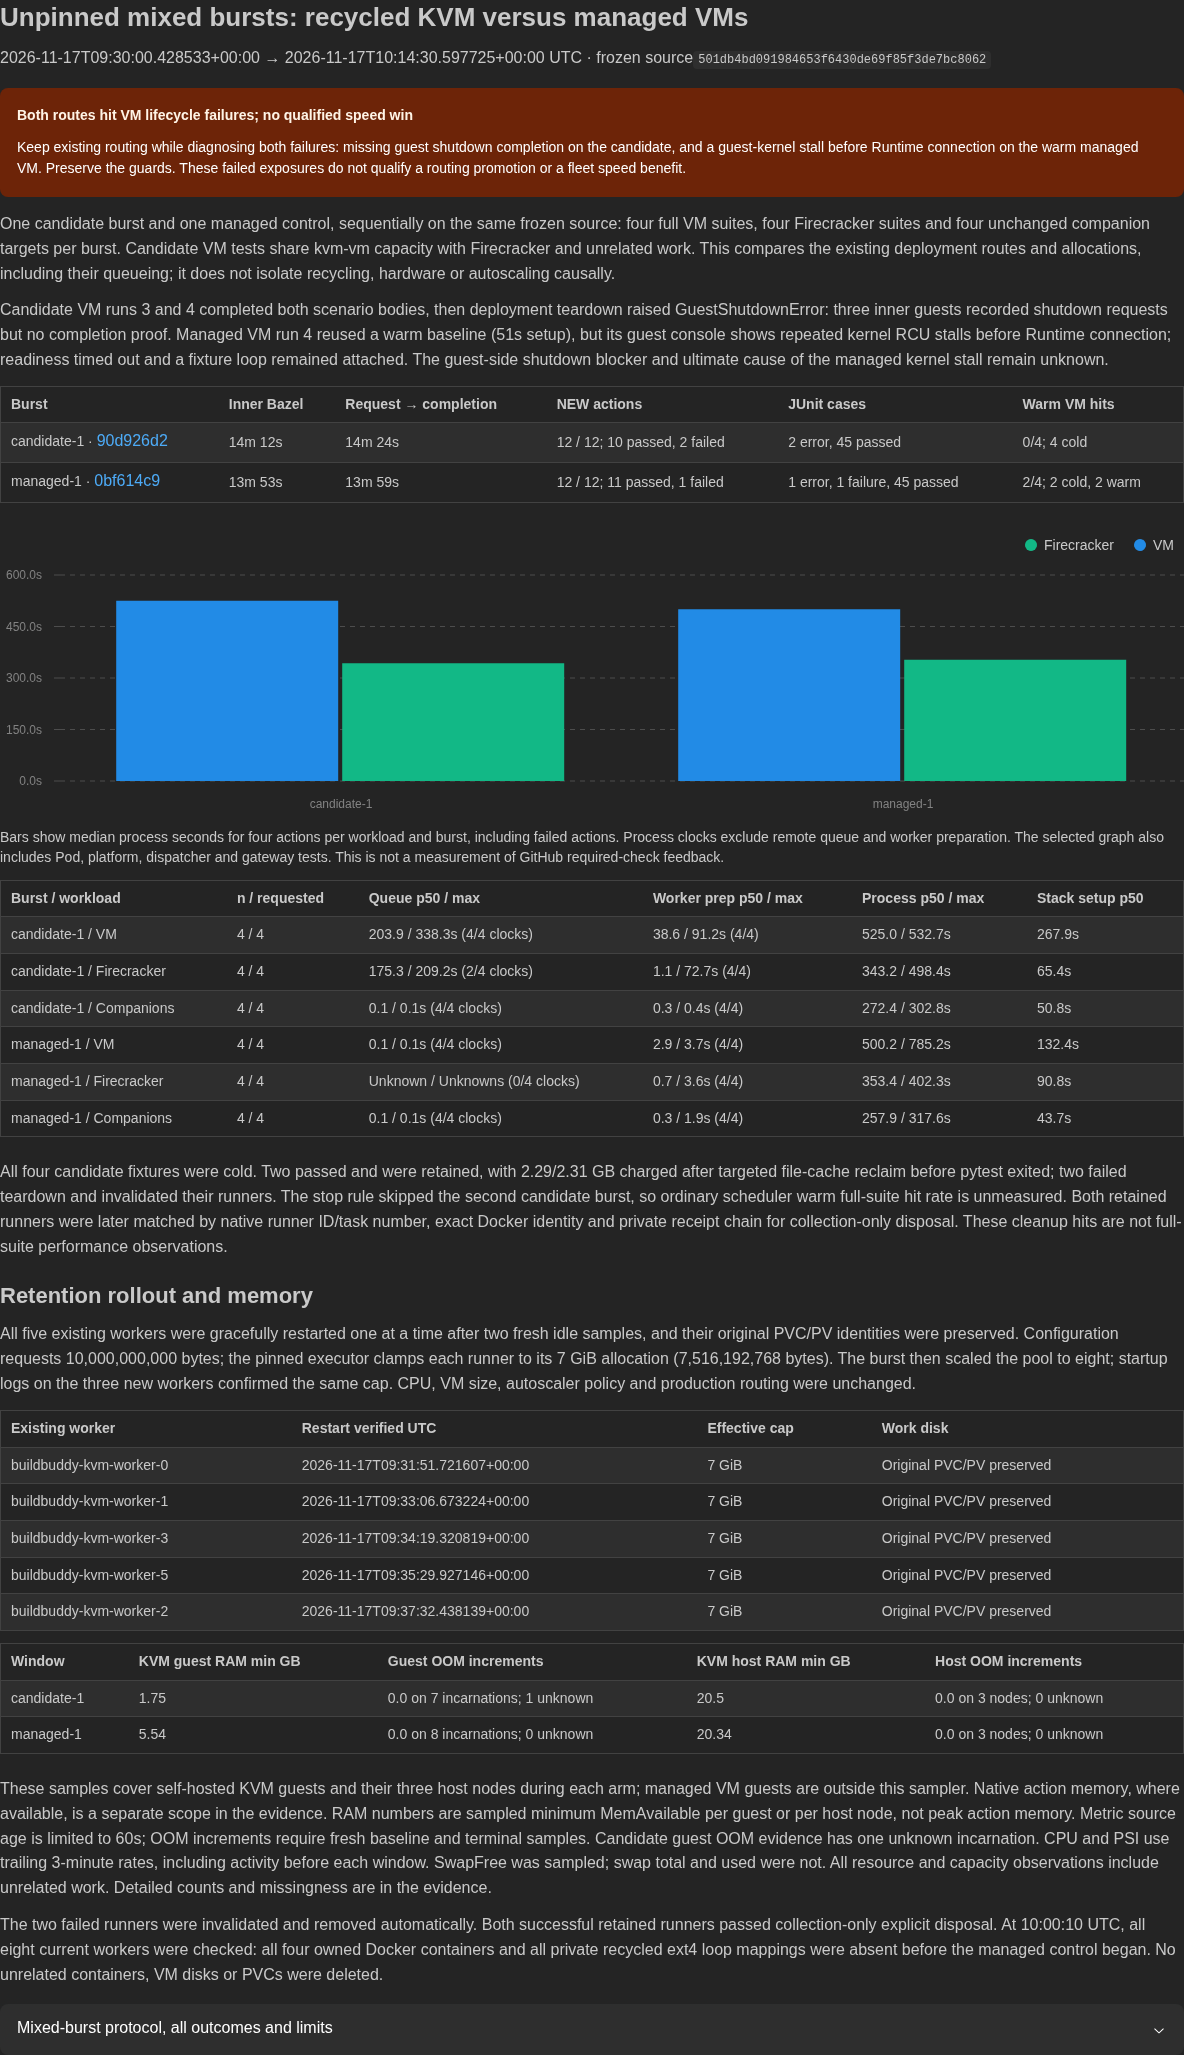 Unpinned mixed bursts: recycled KVM versus managed VMs
2026-11-17T09:30:00.428533+00:00 → 2026-11-17T10:14:30.597725+00:00 UTC · frozen source 501db4bd091984653f6430de69f85f3de7bc8062
Both routes hit VM lifecycle failures; no qualified speed win
Keep existing routing while diagnosing both failures: missing guest shutdown completion on the candidate, and a guest-kernel stall before Runtime connection on the warm managed
VM. Preserve the guards. These failed exposures do not qualify a routing promotion or a fleet speed benefit.
One candidate burst and one managed control, sequentially on the same frozen source: four full VM suites, four Firecracker suites and four unchanged companion
targets per burst. Candidate VM tests share kvm-vm capacity with Firecracker and unrelated work. This compares the existing deployment routes and allocations,
including their queueing; it does not isolate recycling, hardware or autoscaling causally.
Candidate VM runs 3 and 4 completed both scenario bodies, then deployment teardown raised GuestShutdownError: three inner guests recorded shutdown requests
but no completion proof. Managed VM run 4 reused a warm baseline (51s setup), but its guest console shows repeated kernel RCU stalls before Runtime connection;
readiness timed out and a fixture loop remained attached. The guest-side shutdown blocker and ultimate cause of the managed kernel stall remain unknown.
Burst Inner Bazel Request → completion NEW actions JUnit cases Warm VM hits
candidate-1 · 90d926d2 14m 12s 14m 24s 12 / 12; 10 passed, 2 failed 2 error, 45 passed 0/4; 4 cold
managed-1 · 0bf614c9 13m 53s 13m 59s 12 / 12; 11 passed, 1 failed 1 error, 1 failure, 45 passed 2/4; 2 cold, 2 warm
Firecracker VM
600.0s
450.0s
300.0s
150.0s
0.0s
candidate-1 managed-1
Bars show median process seconds for four actions per workload and burst, including failed actions. Process clocks exclude remote queue and worker preparation. The selected graph also
includes Pod, platform, dispatcher and gateway tests. This is not a measurement of GitHub required-check feedback.
Burst / workload n / requested Queue p50 / max Worker prep p50 / max Process p50 / max Stack setup p50
candidate-1 / VM 4 / 4 203.9 / 338.3s (4/4 clocks) 38.6 / 91.2s (4/4) 525.0 / 532.7s 267.9s
candidate-1 / Firecracker 4 / 4 175.3 / 209.2s (2/4 clocks) 1.1 / 72.7s (4/4) 343.2 / 498.4s 65.4s
candidate-1 / Companions 4 / 4 0.1 / 0.1s (4/4 clocks) 0.3 / 0.4s (4/4) 272.4 / 302.8s 50.8s
managed-1 / VM 4 / 4 0.1 / 0.1s (4/4 clocks) 2.9 / 3.7s (4/4) 500.2 / 785.2s 132.4s
managed-1 / Firecracker 4 / 4 Unknown / Unknowns (0/4 clocks) 0.7 / 3.6s (4/4) 353.4 / 402.3s 90.8s
managed-1 / Companions 4 / 4 0.1 / 0.1s (4/4 clocks) 0.3 / 1.9s (4/4) 257.9 / 317.6s 43.7s
All four candidate fixtures were cold. Two passed and were retained, with 2.29/2.31 GB charged after targeted file-cache reclaim before pytest exited; two failed
teardown and invalidated their runners. The stop rule skipped the second candidate burst, so ordinary scheduler warm full-suite hit rate is unmeasured. Both retained
runners were later matched by native runner ID/task number, exact Docker identity and private receipt chain for collection-only disposal. These cleanup hits are not full-
suite performance observations.
Retention rollout and memory
All five existing workers were gracefully restarted one at a time after two fresh idle samples, and their original PVC/PV identities were preserved. Configuration
requests 10,000,000,000 bytes; the pinned executor clamps each runner to its 7 GiB allocation (7,516,192,768 bytes). The burst then scaled the pool to eight; startup
logs on the three new workers confirmed the same cap. CPU, VM size, autoscaler policy and production routing were unchanged.
Existing worker Restart verified UTC Effective cap Work disk
buildbuddy-kvm-worker-0 2026-11-17T09:31:51.721607+00:00 7 GiB Original PVC/PV preserved
buildbuddy-kvm-worker-1 2026-11-17T09:33:06.673224+00:00 7 GiB Original PVC/PV preserved
buildbuddy-kvm-worker-3 2026-11-17T09:34:19.320819+00:00 7 GiB Original PVC/PV preserved
buildbuddy-kvm-worker-5 2026-11-17T09:35:29.927146+00:00 7 GiB Original PVC/PV preserved
buildbuddy-kvm-worker-2 2026-11-17T09:37:32.438139+00:00 7 GiB Original PVC/PV preserved
Window KVM guest RAM min GB Guest OOM increments KVM host RAM min GB Host OOM increments
candidate-1 1.75 0.0 on 7 incarnations; 1 unknown 20.5 0.0 on 3 nodes; 0 unknown
managed-1 5.54 0.0 on 8 incarnations; 0 unknown 20.34 0.0 on 3 nodes; 0 unknown
These samples cover self-hosted KVM guests and their three host nodes during each arm; managed VM guests are outside this sampler. Native action memory, where
available, is a separate scope in the evidence. RAM numbers are sampled minimum MemAvailable per guest or per host node, not peak action memory. Metric source
age is limited to 60s; OOM increments require fresh baseline and terminal samples. Candidate guest OOM evidence has one unknown incarnation. CPU and PSI use
trailing 3-minute rates, including activity before each window. SwapFree was sampled; swap total and used were not. All resource and capacity observations include
unrelated work. Detailed counts and missingness are in the evidence.
The two failed runners were invalidated and removed automatically. Both successful retained runners passed collection-only explicit disposal. At 10:00:10 UTC, all
eight current workers were checked: all four owned Docker containers and all private recycled ext4 loop mappings were absent before the managed control began. No
unrelated containers, VM disks or PVCs were deleted.
Mixed-burst protocol, all outcomes and limits